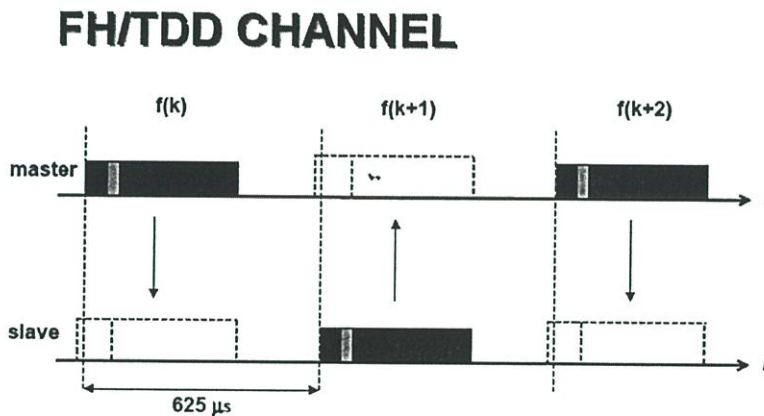 FH/TDD CHANNEL
f(k) f(k+1) f(k+2)
master
slave
625 μs